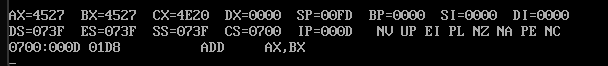 AX=4527 BX=4527 CX=4E20 DX=0000 SP=00FD BP=0000 SI=0000 DI=0000
DS=073F ES=073F SS=073F CS=0700 IP=000D NV UP EI PL NZ NA PE NC
0700:000D 01D8 ADD AX,BX